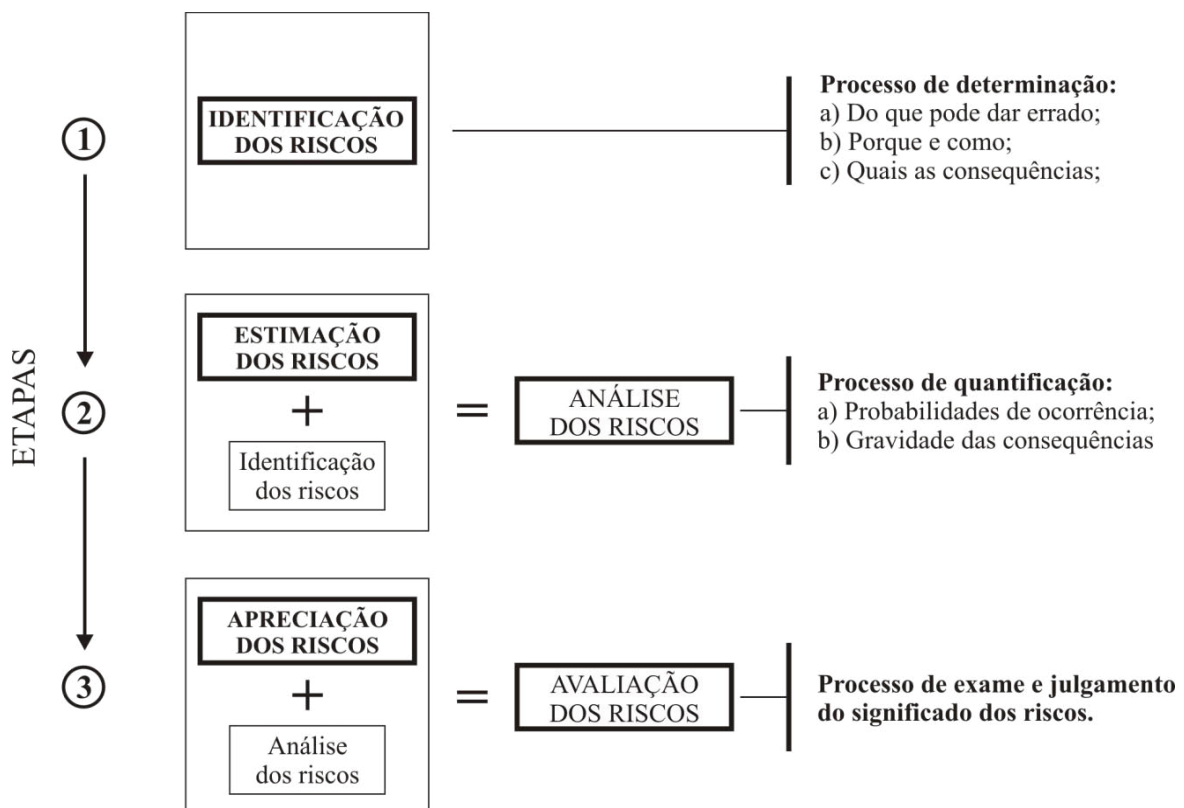 ETAPAS
1
IDENTIFICAÇÃO
DOS RISCOS
Processo de determinação:
a) Do que pode dar errado;
b) Porque e como;
c) Quais as consequências;
2
ESTIMAÇÃO
DOS RISCOS
+
Identificação
dos riscos
=
ANÁLISE
DOS RISCOS
Processo de quantificação:
a) Probabilidades de ocorrência;
b) Gravidade das consequências
3
APRECIAÇÃO
DOS RISCOS
+
Análise
dos riscos
=
AVALIAÇÃO
DOS RISCOS
Processo de exame e julgamento
do significado dos riscos.